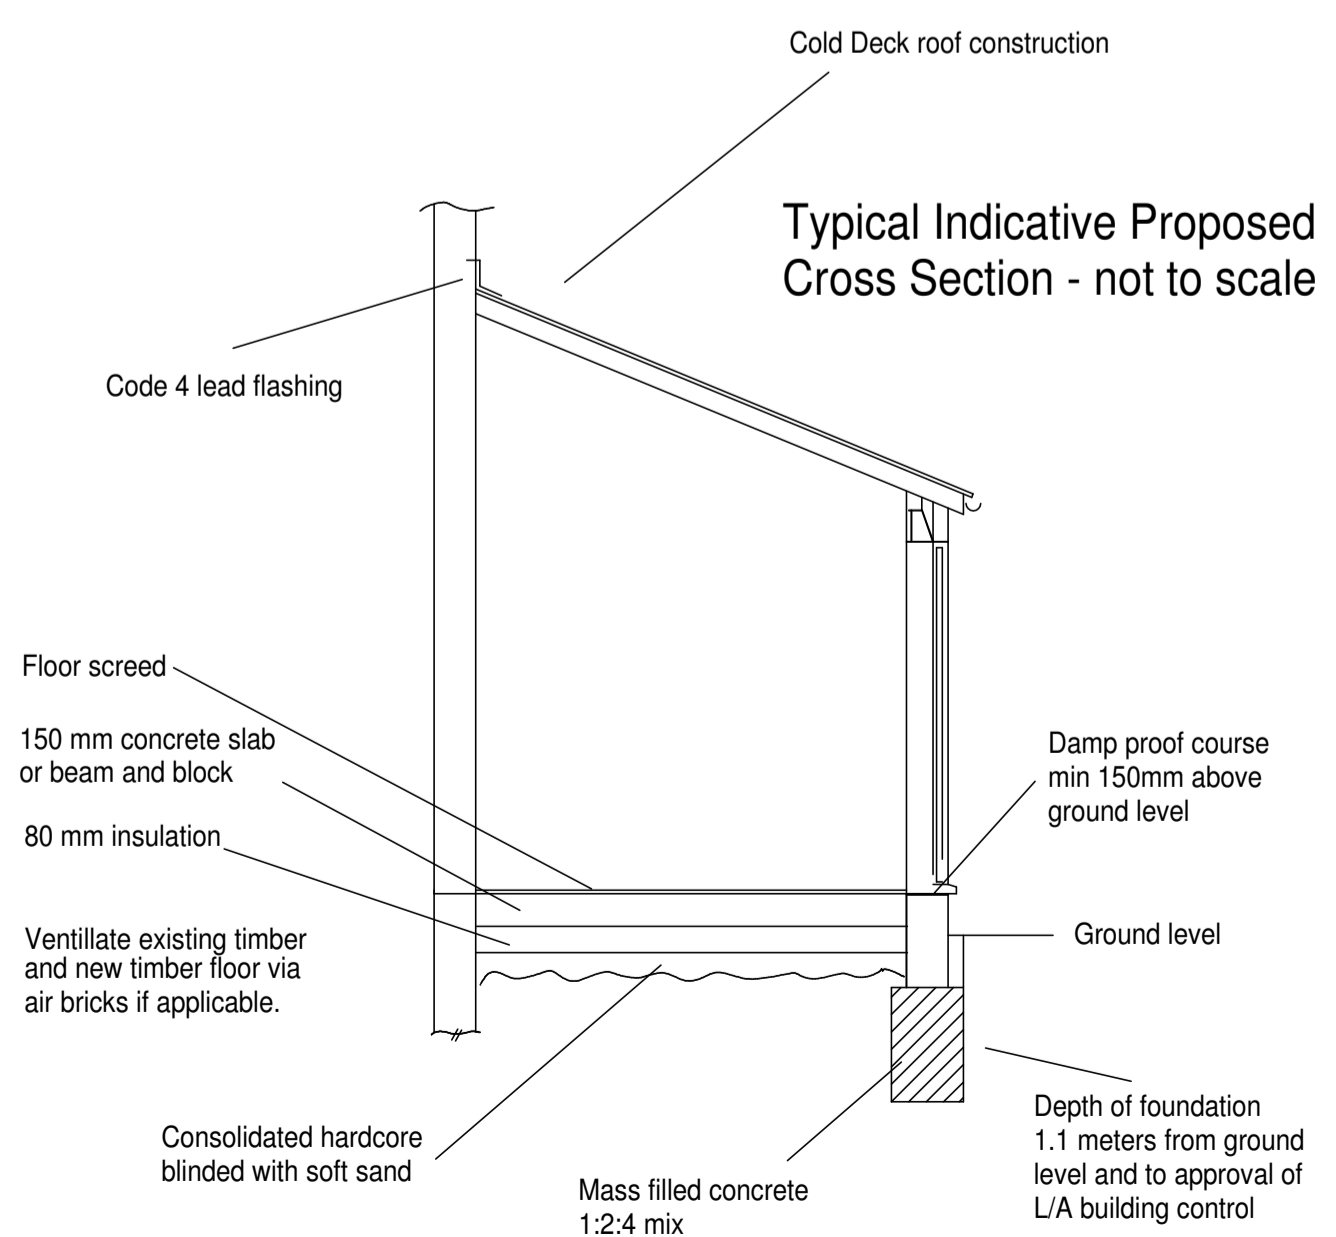 Cold Deck roof construction
Typical Indicative Proposed
Cross Section - not to scale
Code 4 lead flashing
Floor screed
150 mm concrete slab
or beam and block
80 mm insulation
Ventillate existing timber
and new timber floor via
air bricks if applicable.
Damp proof course
min 150mm above
ground level
Ground level
Consolidated hardcore
blinded with soft sand
Mass filled concrete
1:2:4 mix
Depth of foundation
1.1 meters from ground
level and to approval of
L/A building control